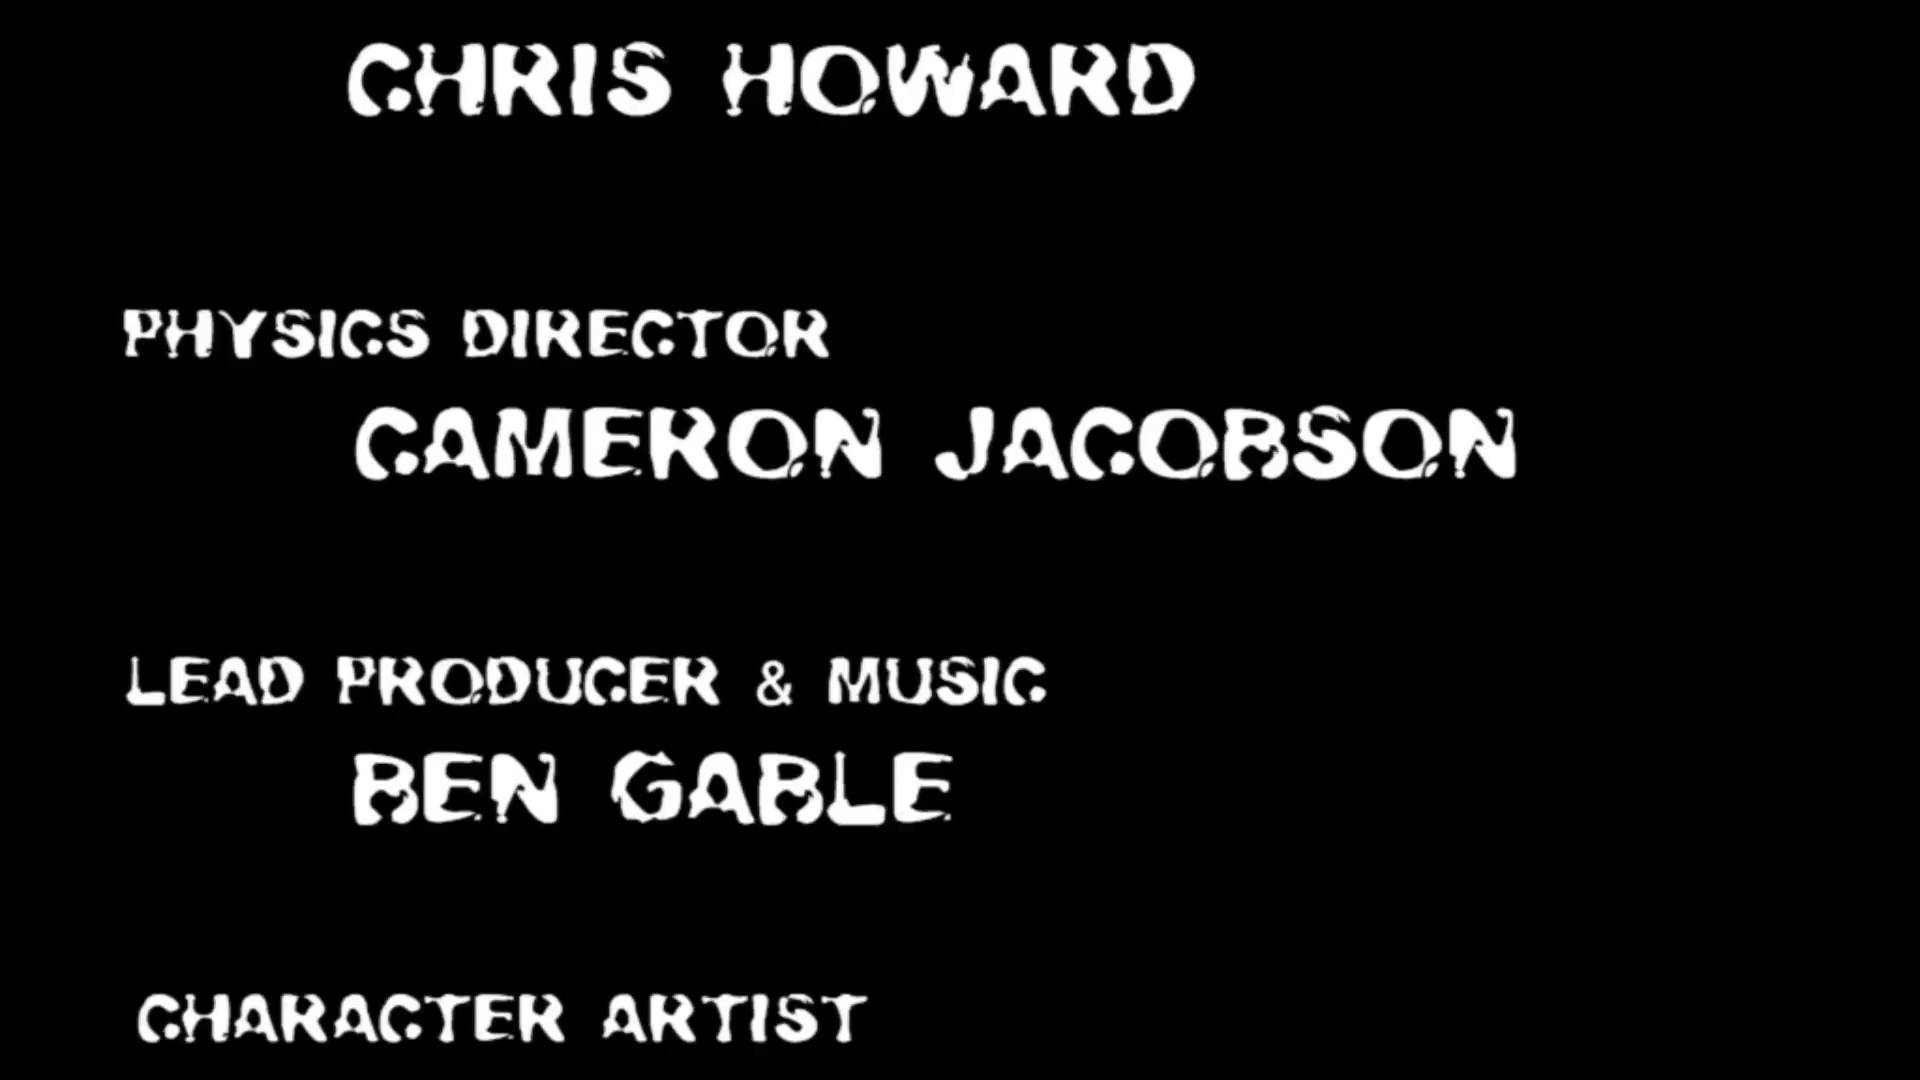 CHRIS HOWARD
PHYSICS DIRECTOR
CAMERON JACOBSON
LEAD PRODUCER & MUSIC
BEN GABLE
CHARACTER ARTIST